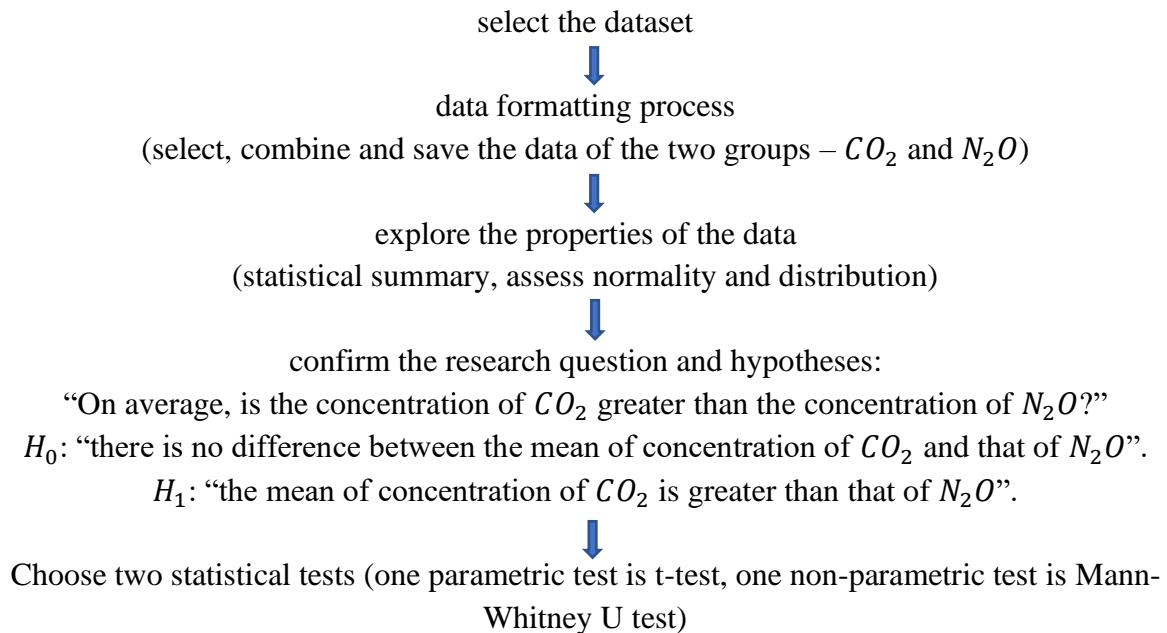 select the dataset
data formatting process
(select, combine and save the data of the two groups – CO₂ and N₂O)
explore the properties of the data
(statistical summary, assess normality and distribution)
confirm the research question and hypotheses:
“On average, is the concentration of CO₂ greater than the concentration of N₂O?”
H₀: “there is no difference between the mean of concentration of CO₂ and that of N₂O”.
H₁: “the mean of concentration of CO₂ is greater than that of N₂O”.
Choose two statistical tests (one parametric test is t-test, one non-parametric test is Mann-
Whitney U test)